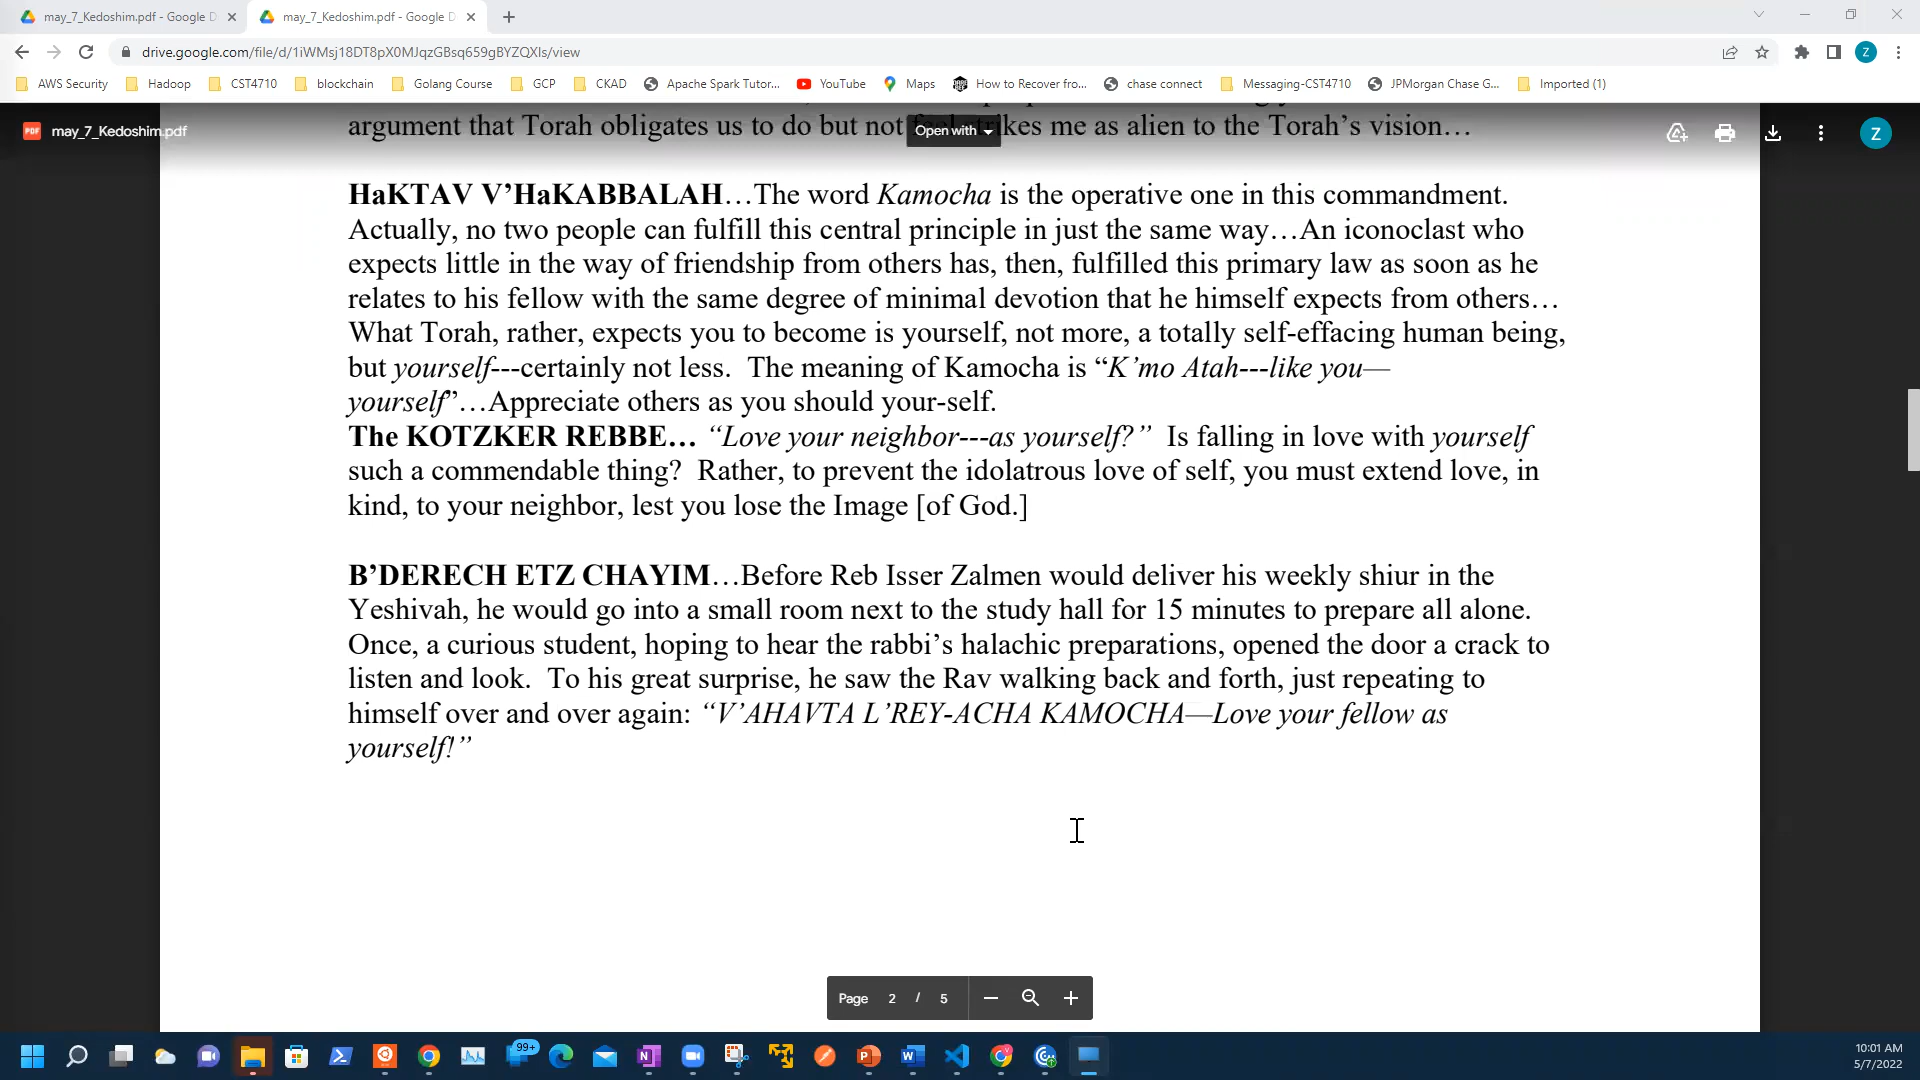 may_7_Kedoshim.pdf - Google D
may_7_Kedoshim.pdf - Google D
drive.google.com/file/d/1iWMsj18DT8pX0MJqzGBsq659gBYZQXls/view
Z
AWS Security Hadoop CST4710 blockchain Golang Course GCP CKAD Apache Spark Tutor... YouTube Maps How to Recover fro... chase connect Messaging-CST4710 JPMorgan Chase G... Imported (1)
PDF may_7_Kedoshim.pdf
Open with
Z
argument that Torah obligates us to do but not feel strikes me as alien to the Torah’s vision…
HaKTAV V’HaKABBALAH…The word Kamocha is the operative one in this commandment.
Actually, no two people can fulfill this central principle in just the same way…An iconoclast who
expects little in the way of friendship from others has, then, fulfilled this primary law as soon as he
relates to his fellow with the same degree of minimal devotion that he himself expects from others…
What Torah, rather, expects you to become is yourself, not more, a totally self-effacing human being,
but yourself---certainly not less. The meaning of Kamocha is “K’mo Atah---like you—
yourself”…Appreciate others as you should your-self.
The KOTZKER REBBE… “Love your neighbor---as yourself?” Is falling in love with yourself
such a commendable thing? Rather, to prevent the idolatrous love of self, you must extend love, in
kind, to your neighbor, lest you lose the Image [of God.]
B’DERECH ETZ CHAYIM…Before Reb Isser Zalmen would deliver his weekly shiur in the
Yeshivah, he would go into a small room next to the study hall for 15 minutes to prepare all alone.
Once, a curious student, hoping to hear the rabbi’s halachic preparations, opened the door a crack to
listen and look. To his great surprise, he saw the Rav walking back and forth, just repeating to
himself over and over again: “V’AHAVTA L’REY-ACHA KAMOCHA—Love your fellow as
yourself!”
Page 2 / 5
99+
10:01 AM
5/7/2022